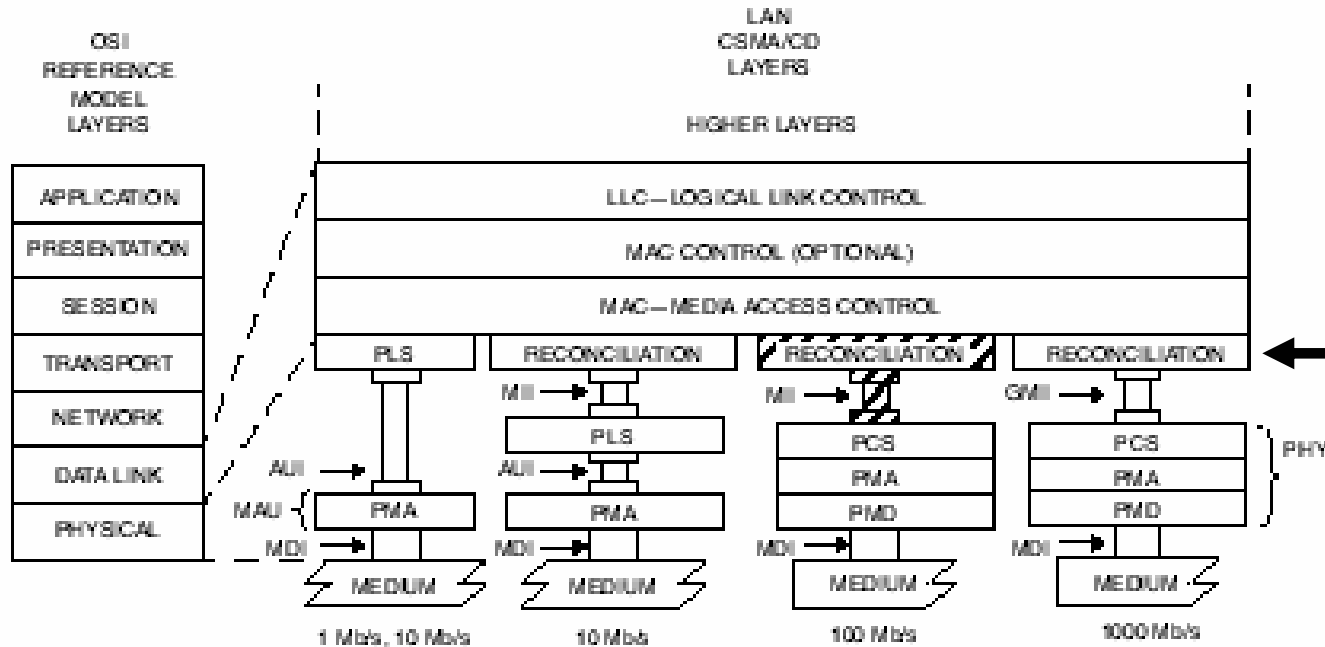 OSI
REFERENCE
MODEL
LAYERS
LAN
CSMA/CD
LAYERS
HIGHER LAYERS
APPLICATION
PRESENTATION
SESSION
TRANSPORT
NETWORK
DATA LINK
PHYSICAL
LLC—LOGICAL LINK CONTROL
MAC CONTROL (OPTIONAL)
MAC—MEDIA ACCESS CONTROL
PLS
RECONCILIATION
RECONCILIATION
RECONCILIATION
MII
MII
GMII
PLS
PCS
PCS
PHY
AUI
AUI
PMA
PMA
MAU
PMA
PMA
PMD
PMD
MDI
MDI
MDI
MDI
MEDIUM
MEDIUM
MEDIUM
MEDIUM
1 Mb/s, 10 Mb/s
10 Mb/s
100 Mb/s
1000 Mb/s